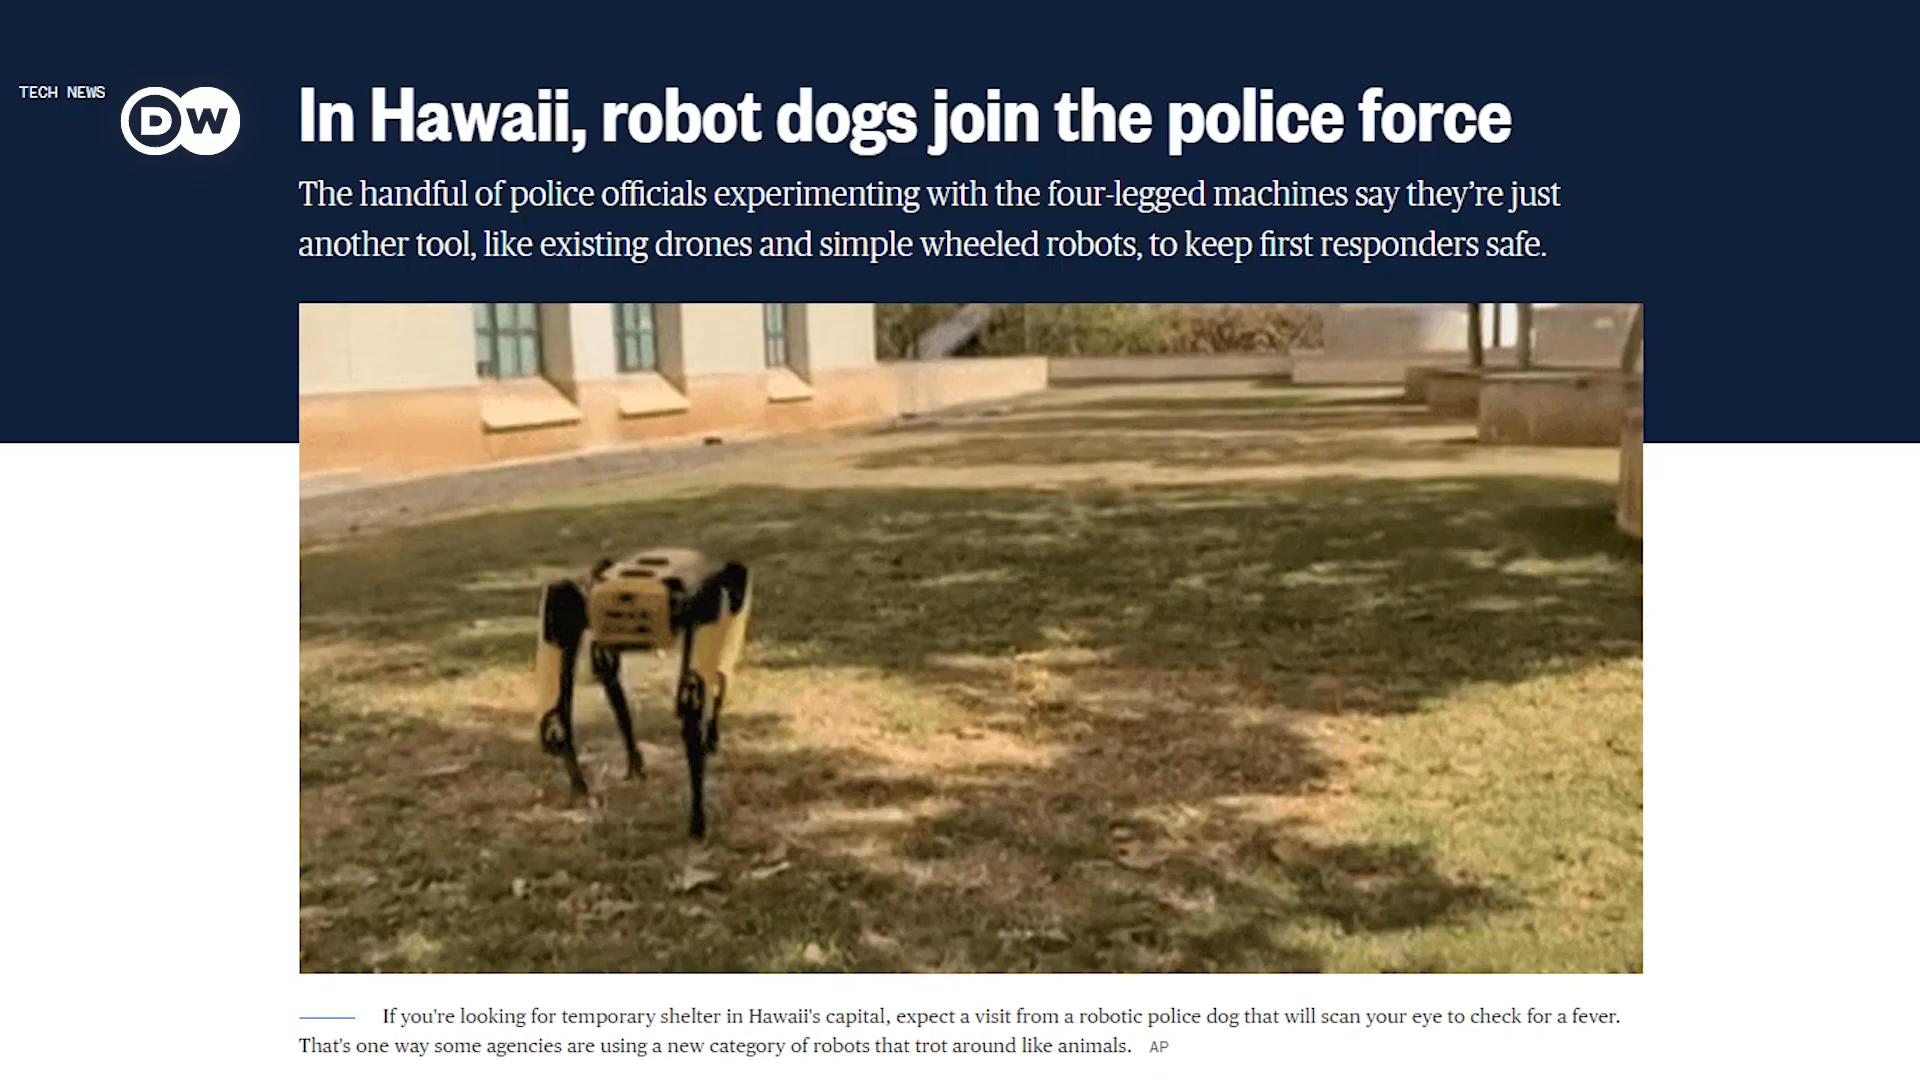 TECH NEWS
DW
In Hawaii, robot dogs join the police force
The handful of police officials experimenting with the four-legged machines say they’re just
another tool, like existing drones and simple wheeled robots, to keep first responders safe.
If you're looking for temporary shelter in Hawaii's capital, expect a visit from a robotic police dog that will scan your eye to check for a fever.
That's one way some agencies are using a new category of robots that trot around like animals. AP